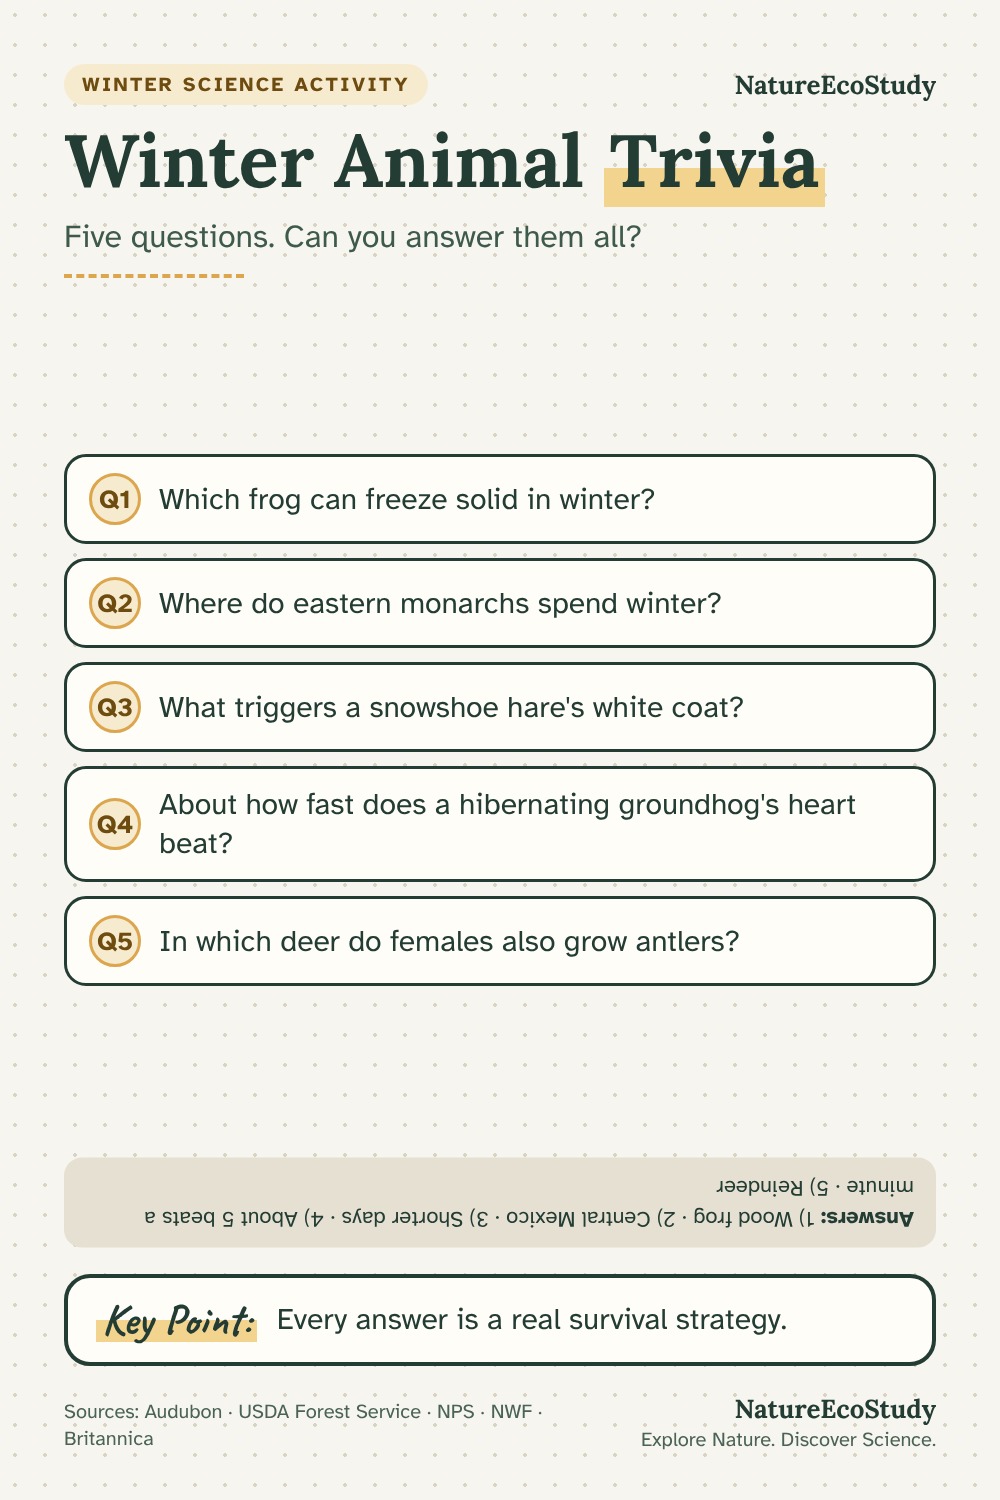 WINTER SCIENCE ACTIVITY
NatureEcoStudy
Winter Animal Trivia
Five questions. Can you answer them all?
Q1 Which frog can freeze solid in winter?
Q2 Where do eastern monarchs spend winter?
Q3 What triggers a snowshoe hare's white coat?
Q4 About how fast does a hibernating groundhog's heart
beat?
Q5 In which deer do females also grow antlers?
Answers: 1) Wood frog · 2) Central Mexico · 3) Shorter days · 4) About 5 beats a
minute · 5) Reindeer
Key Point: Every answer is a real survival strategy.
Sources: Audubon · USDA Forest Service · NPS · NWF ·
Britannica
NatureEcoStudy
Explore Nature. Discover Science.